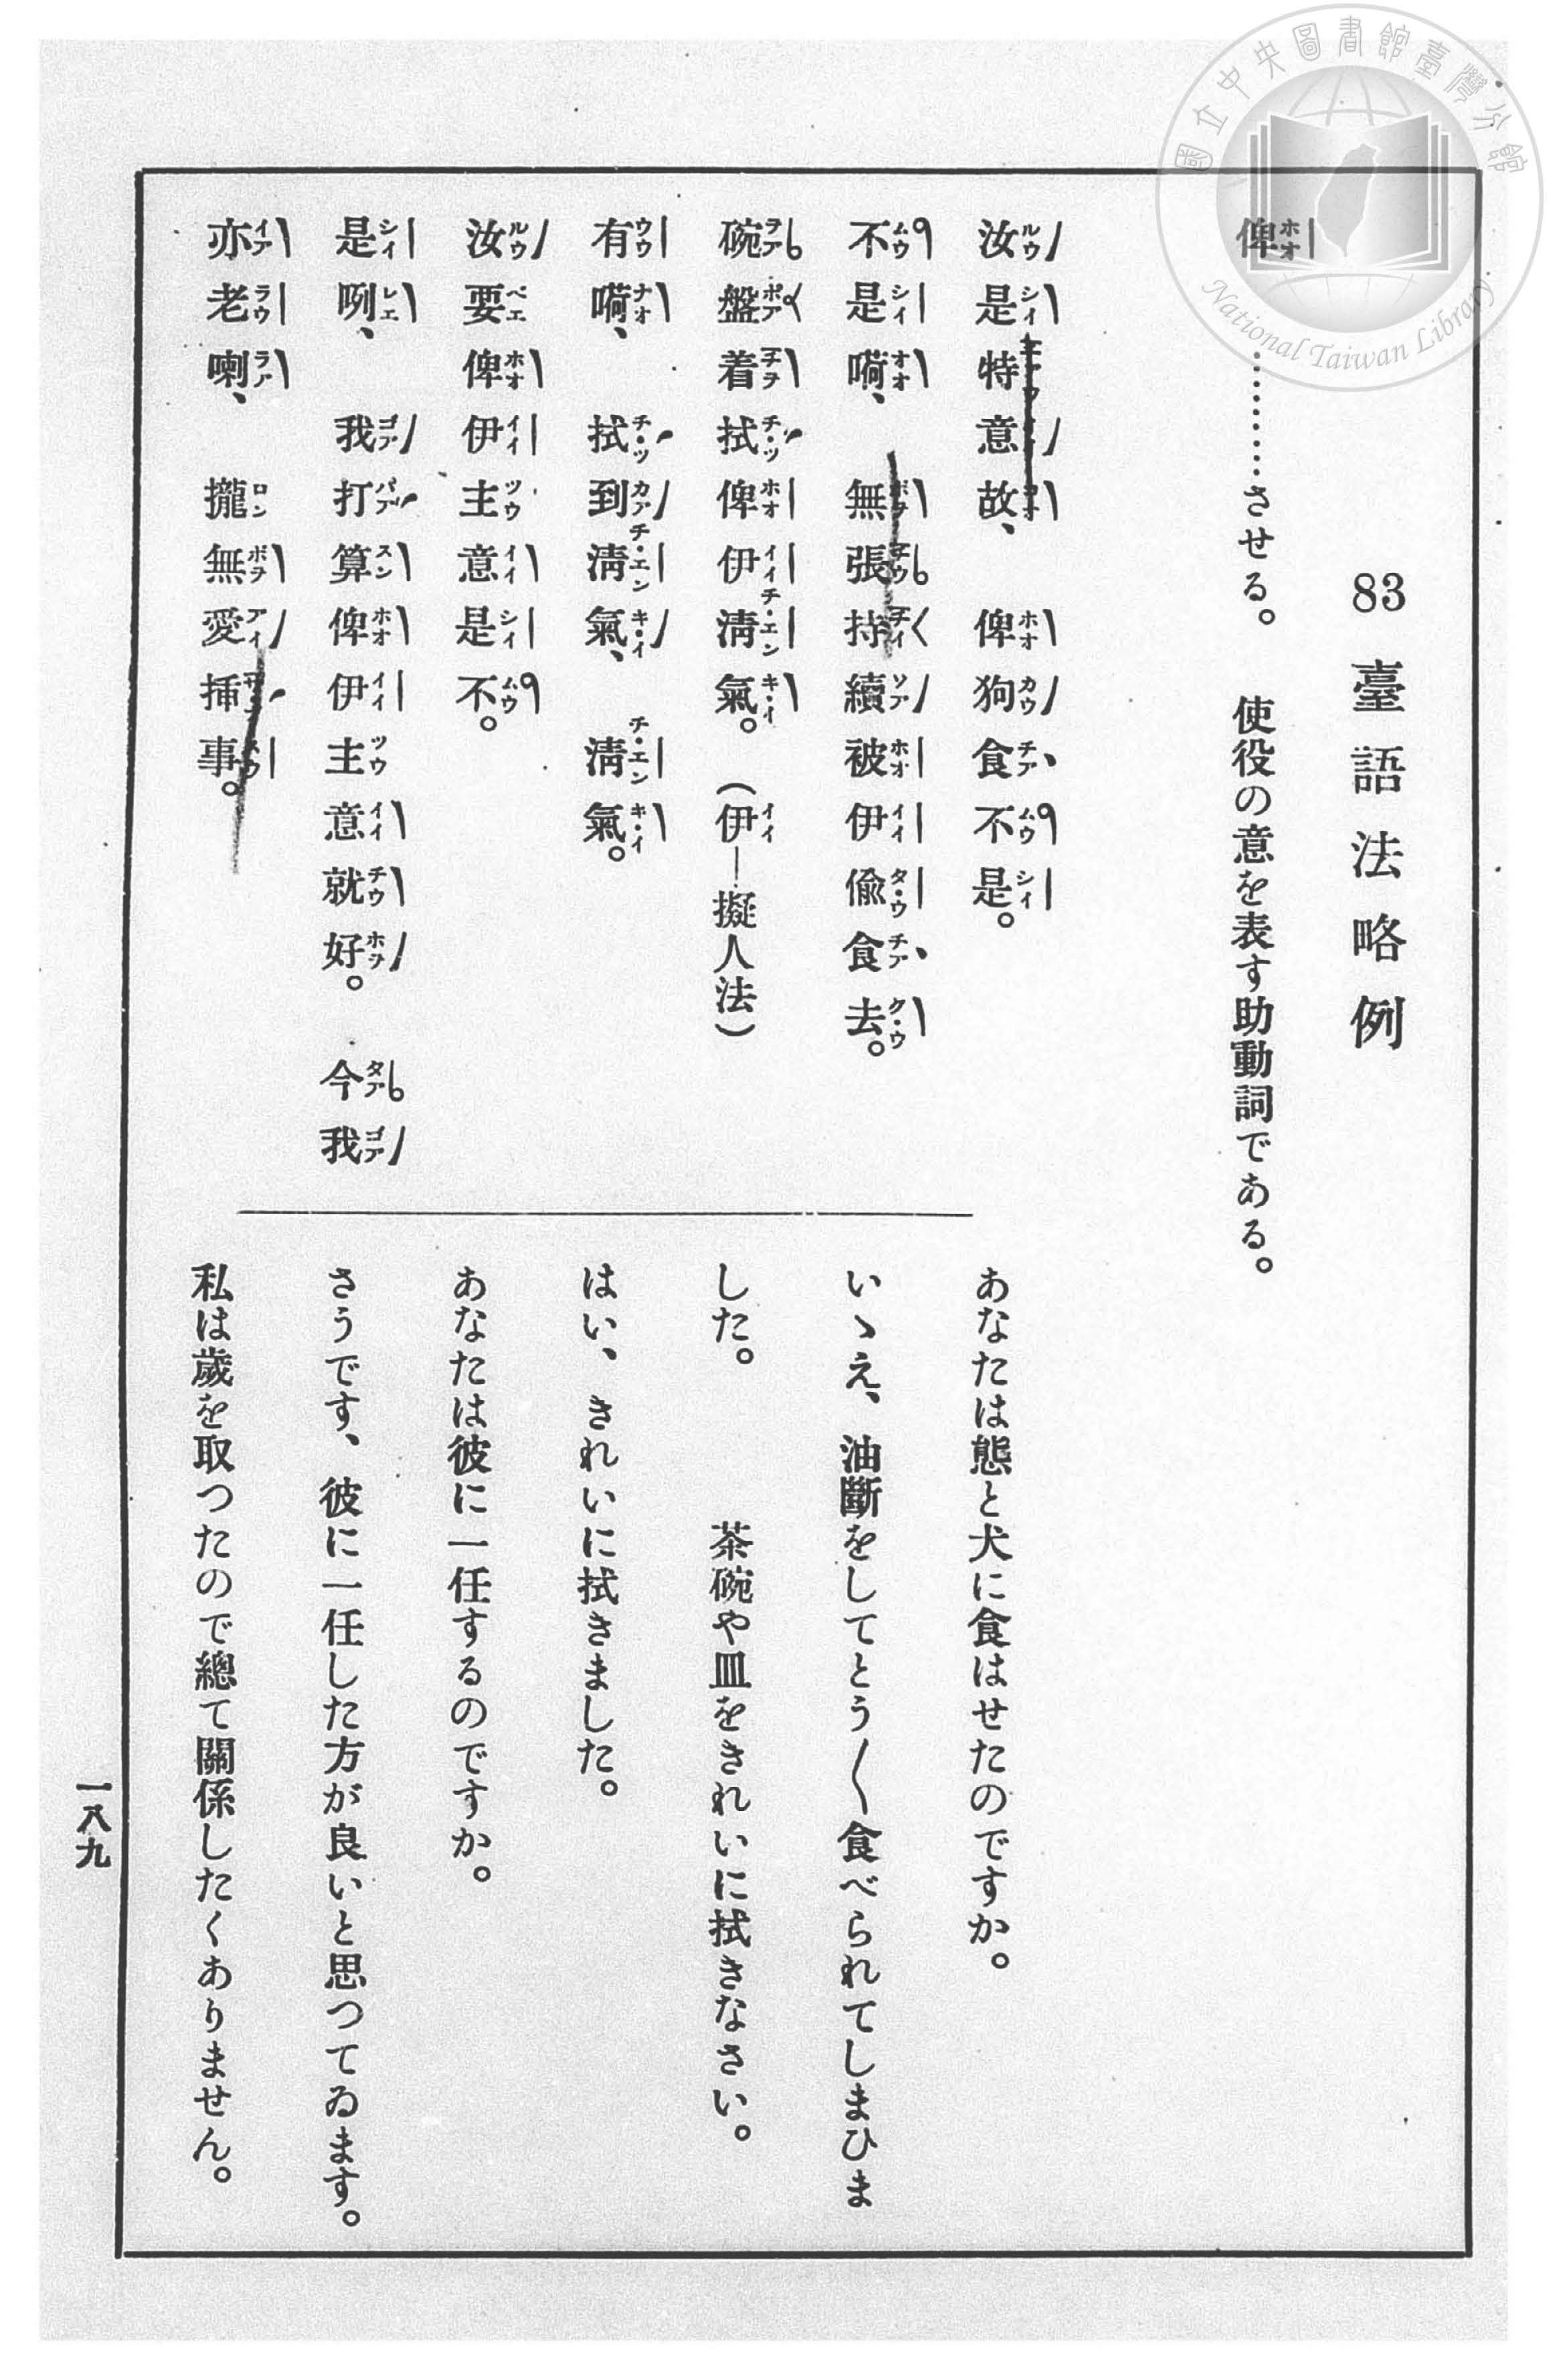 83 臺語法略例
俾………させる。 使役の意を表す助動詞である。
汝是特意故、 俾狗食不是。
不是嗬、 無張持續被伊偸食去。
碗盤着拭俾伊淸氣。(伊—擬人法)
有嗬、 拭到淸氣、 淸氣。
汝要俾伊主意是不。
是咧、 我打算俾伊主意就好。 今我
亦老喇、 攏無愛揷事。
あなたは態と犬に食はせたのですか。
いゝえ、油斷をしてとう〱食べられてしまひま
した。 茶碗や皿をきれいに拭きなさい。
はい、きれいに拭きました。
あなたは彼に一任するのですか。
さうです、彼に一任した方が良いと思つてゐます。
私は歲を取つたので總て關係したくありません。
一八九
國立中央圖書館臺灣分館
National Taiwan Library